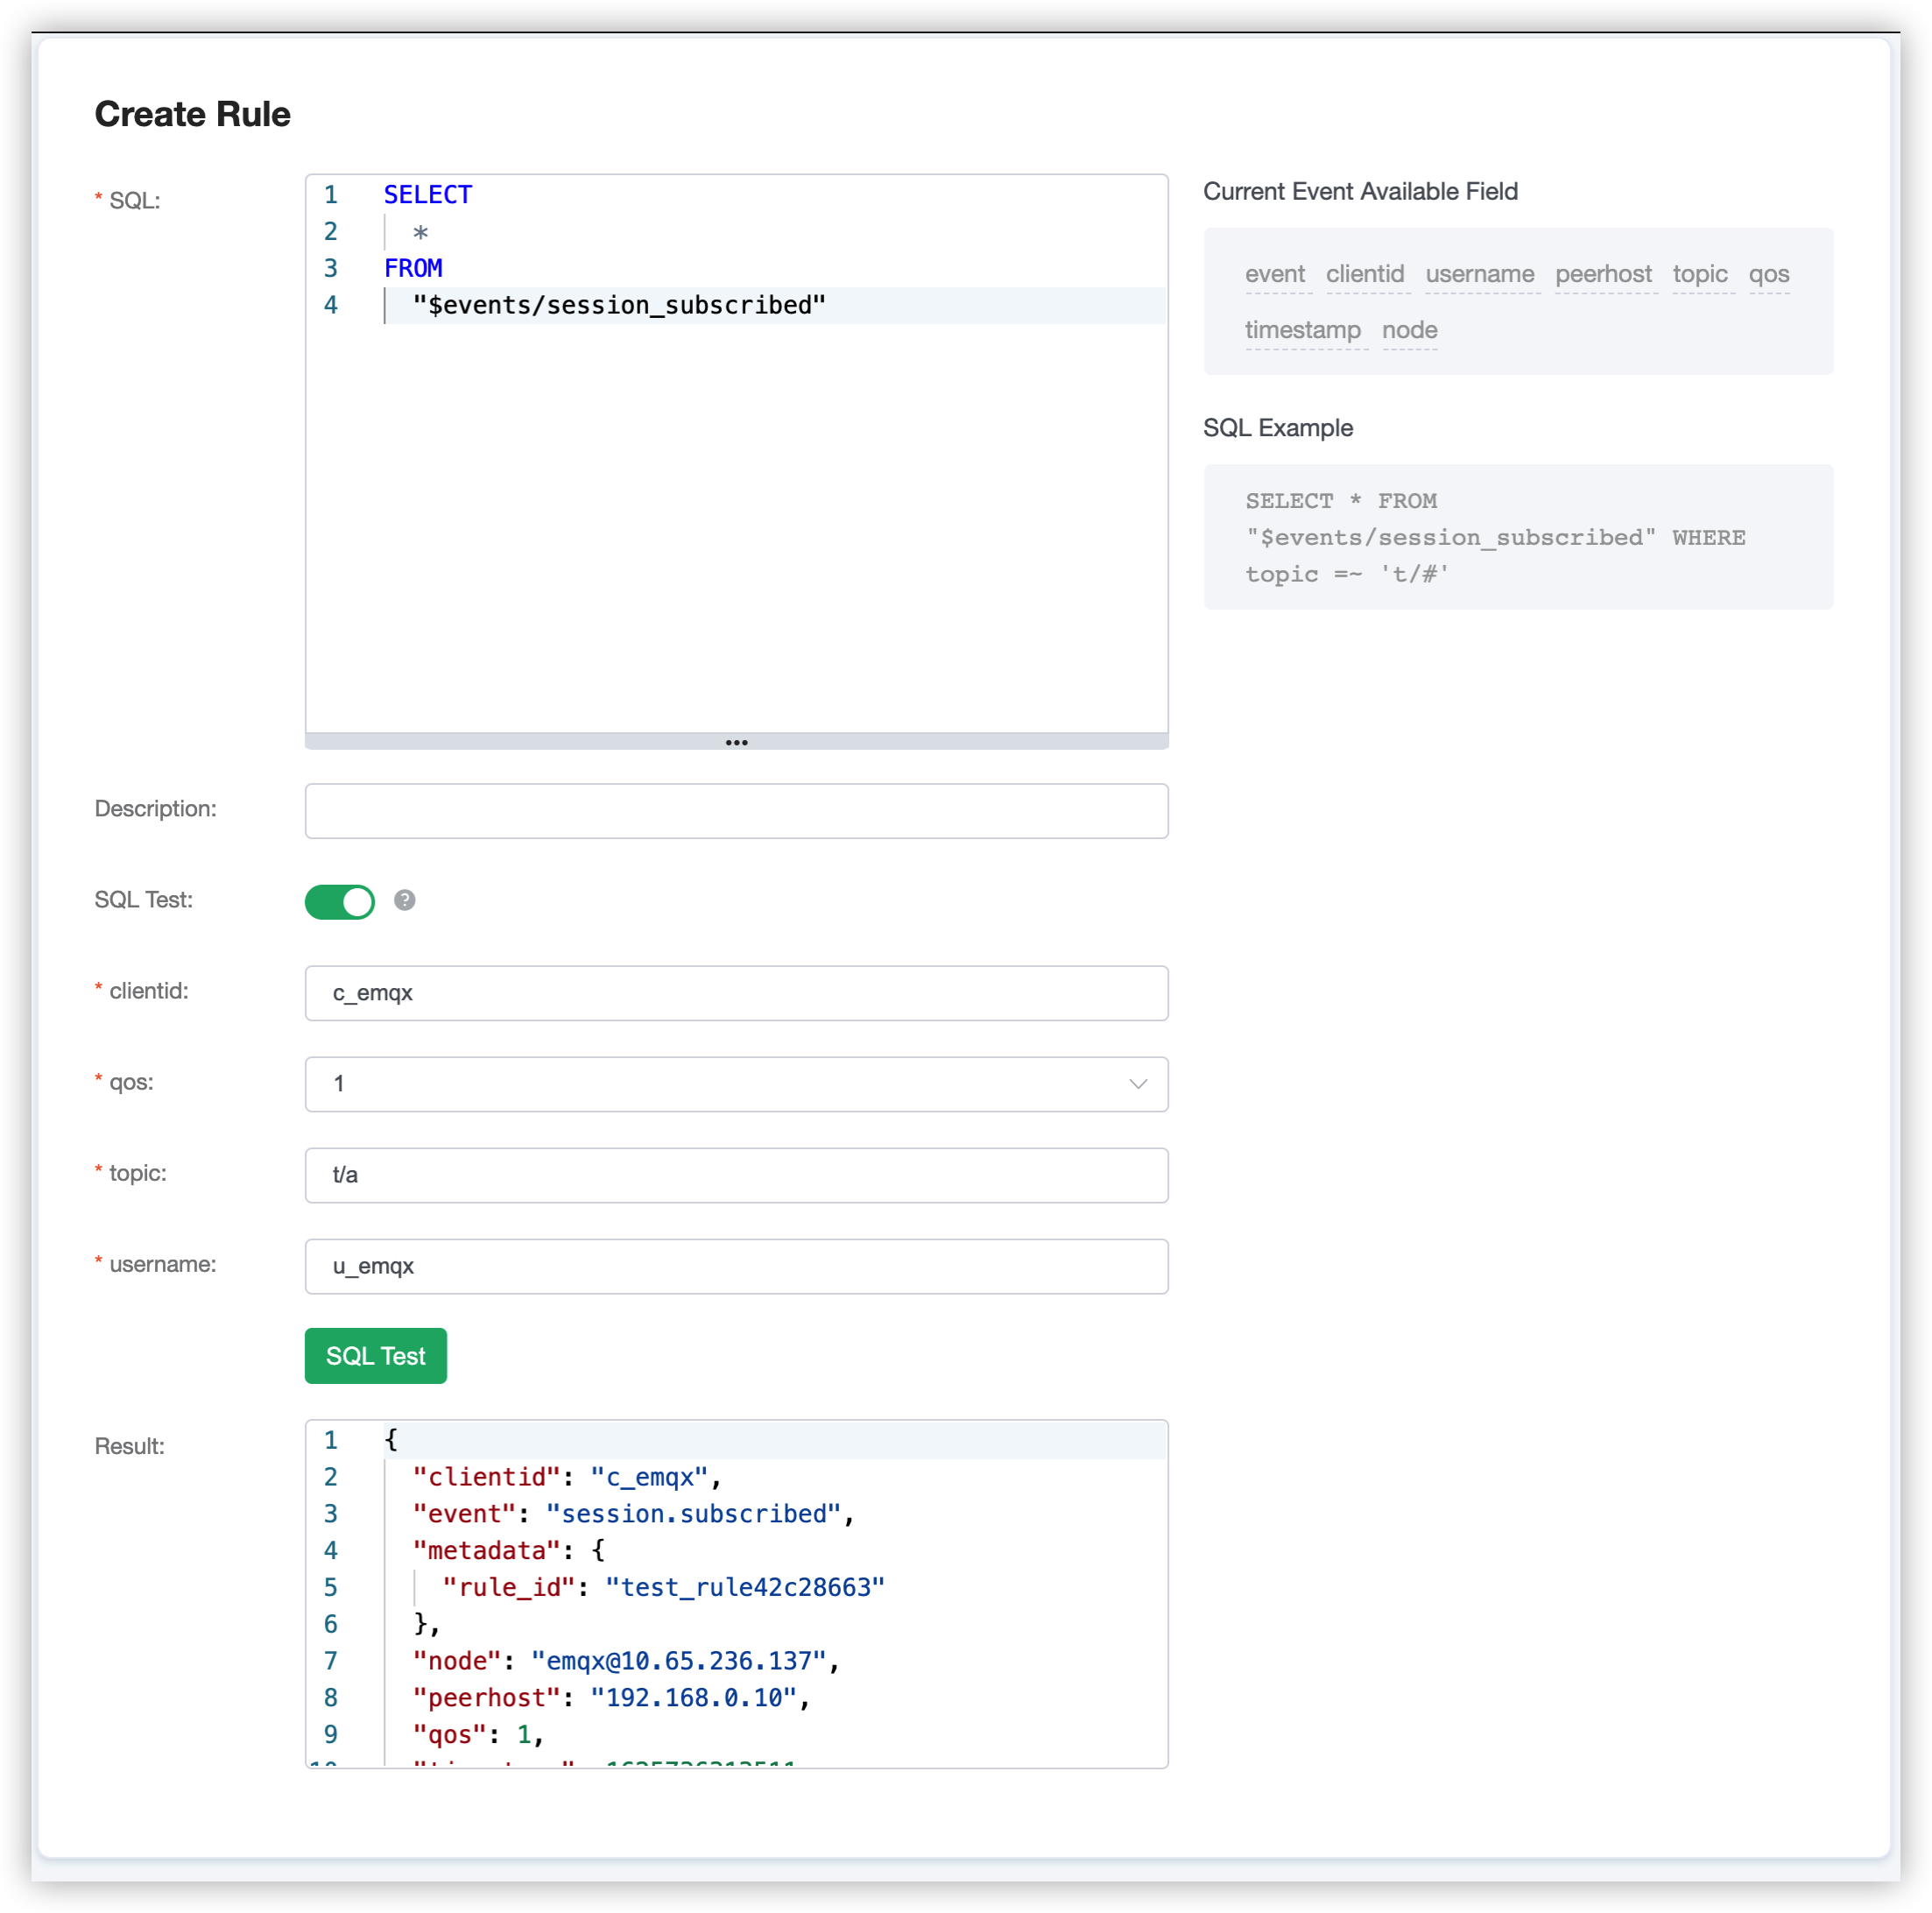 Create Rule
* SQL:
1 SELECT
2 *
3 FROM
4 "$events/session_subscribed"
•••
Current Event Available Field
event clientid username peerhost topic qos
timestamp node
SQL Example
SELECT * FROM
"$events/session_subscribed" WHERE
topic =~ 't/#'
Description:
SQL Test:
?
* clientid:
c_emqx
* qos:
1
* topic:
t/a
* username:
u_emqx
SQL Test
Result:
1 {
2 "clientid": "c_emqx",
3 "event": "session.subscribed",
4 "metadata": {
5 "rule_id": "test_rule42c28663"
6 },
7 "node": "emqx@10.65.236.137",
8 "peerhost": "192.168.0.10",
9 "qos": 1,